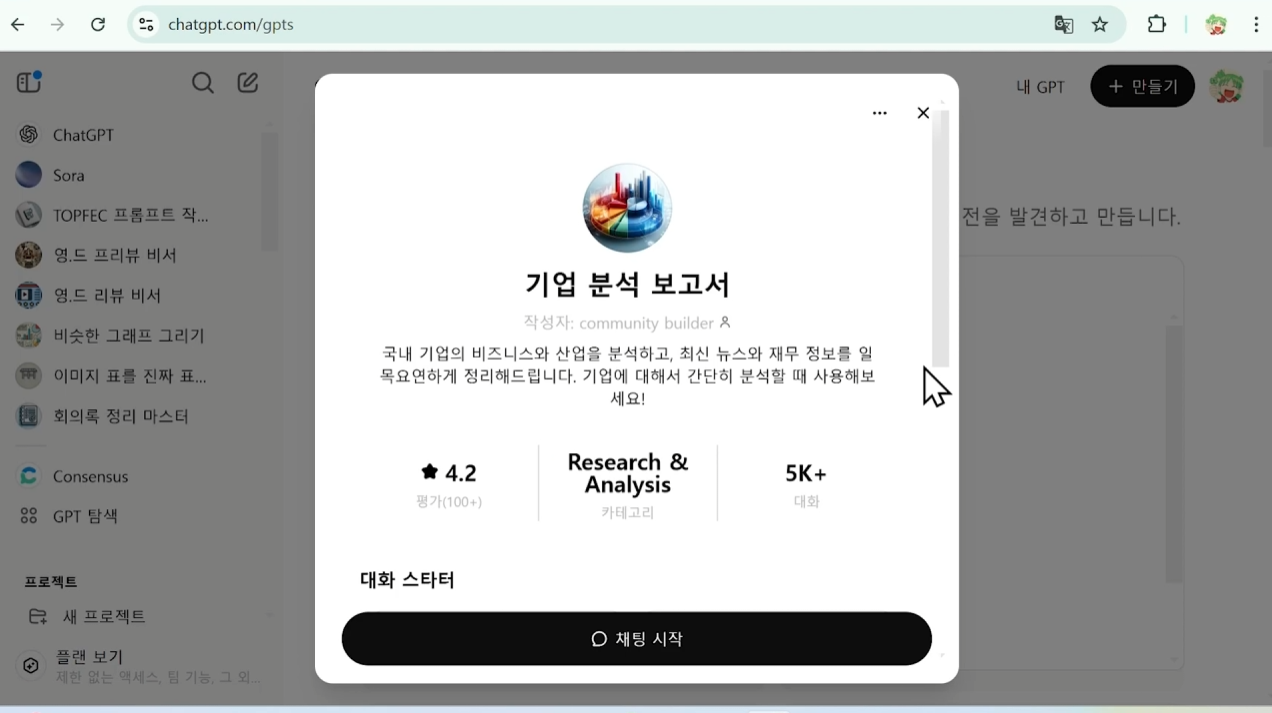 chatgpt.com/gpts
내 GPT
+ 만들기
ChatGPT
Sora
TOPFEC 프롬프트 작...
영.드 프리뷰 비서
영.드 리뷰 비서
비슷한 그래프 그리기
이미지 표를 진짜 표...
회의록 정리 마스터
Consensus
GPT 탐색
프로젝트
새 프로젝트
플랜 보기
제한 없는 액세스, 팀 기능, 그 외...
전을 발견하고 만듭니다.
기업 분석 보고서
작성자: community builder
국내 기업의 비즈니스와 산업을 분석하고, 최신 뉴스와 재무 정보를 일
목요연하게 정리해드립니다. 기업에 대해서 간단히 분석할 때 사용해보
세요!
★ 4.2
평가(100+)
Research &
Analysis
카테고리
5K+
대화
대화 스타터
채팅 시작